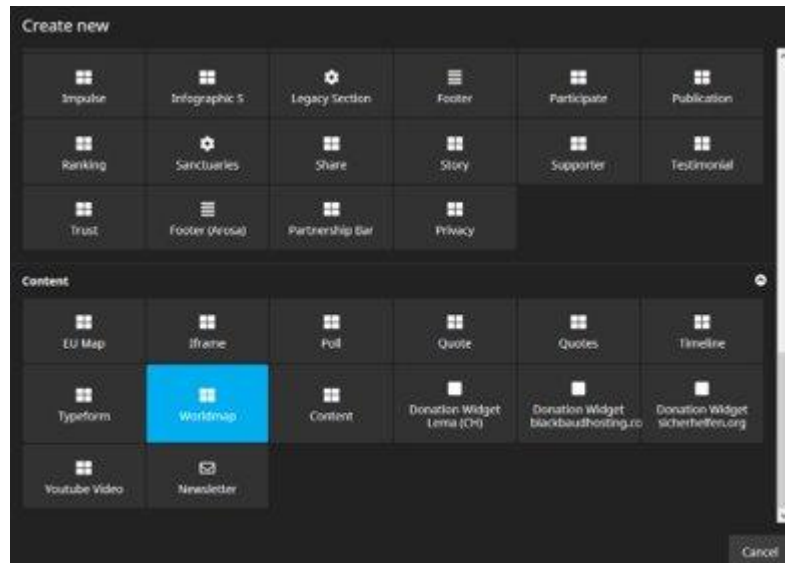 Create new
Impulse
Infographic S
Legacy Section
Footer
Participate
Publication
Ranking
Sanctuaries
Share
Story
Supporter
Testimonial
Trust
Footer (Arosa)
Partnership Bar
Privacy
Content
EU Map
Iframe
Poll
Quote
Quotes
Timeline
Typeform
Worldmap
Content
Donation Widget
Lema (CH)
Donation Widget
blackbaudhosting.co
Donation Widget
sicherhelfen.org
Youtube Video
Newsletter
Cancel